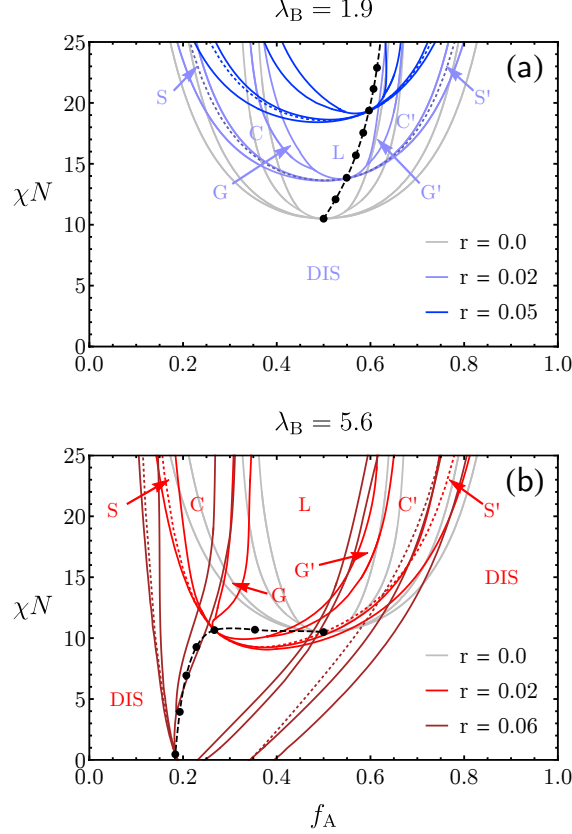 λB = 1.9
25
20
15
10
5
0
χN
(a)
S
S'
C
C'
L
G
G'
DIS
r = 0.0
r = 0.02
r = 0.05
0.0 0.2 0.4 0.6 0.8 1.0
λB = 5.6
25
20
15
10
5
0
χN
(b)
S
C
L
C'
S'
G'
G
DIS
DIS
r = 0.0
r = 0.02
r = 0.06
0.0 0.2 0.4 0.6 0.8 1.0
fA